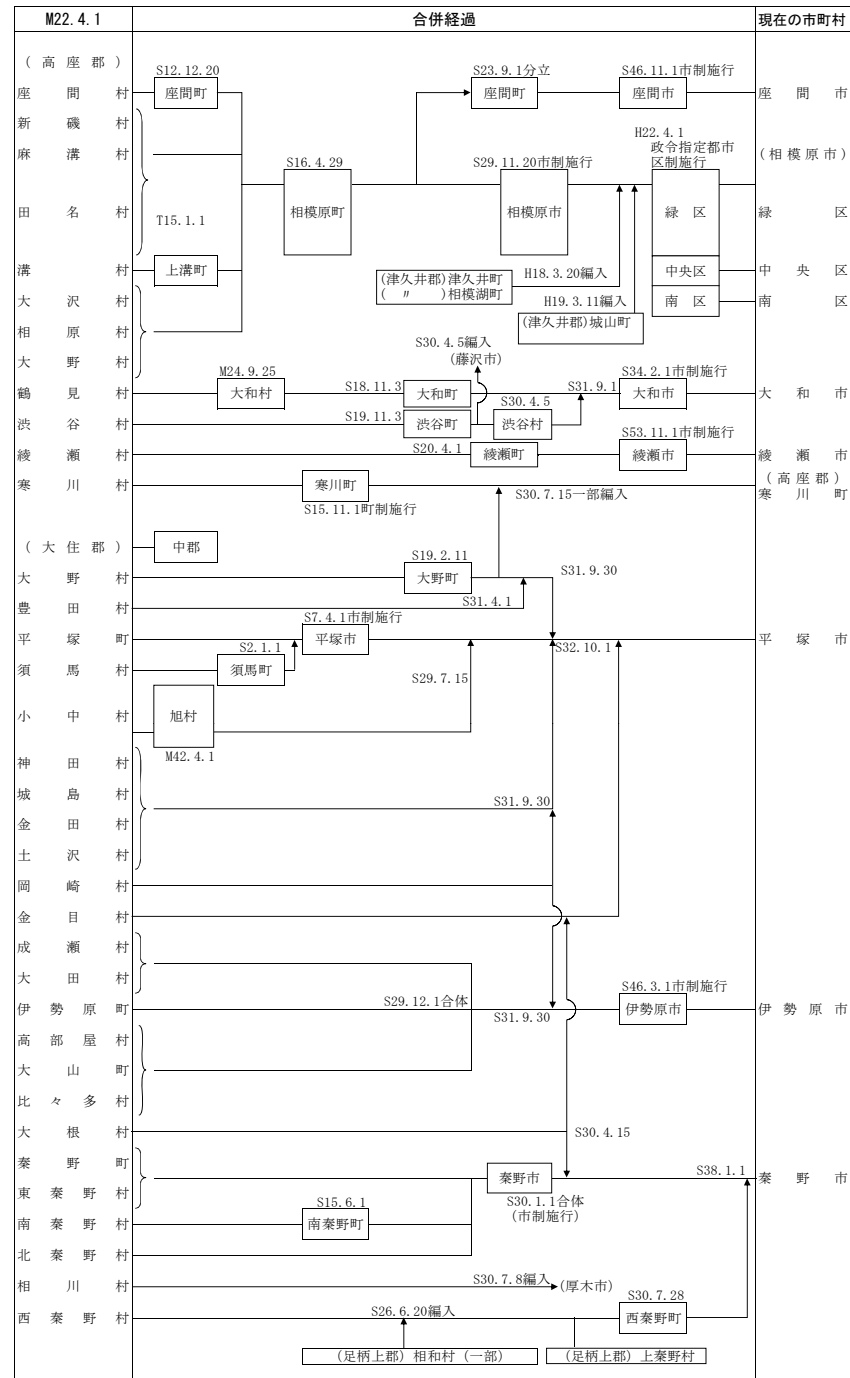 M22.4.1 合併経過 現在の市町村
(高座郡)
S12.12.20 S23.9.1分立 S46.11.1市制施行
座間村 座間町 座間町 座間市 座間市
新磯村
H22.4.1
政令指定都市
麻溝村 (相模原市)
S16.4.29 S29.11.20市制施行 区制施行
田名村 T15.1.1 相模原町 相模原市 緑区 緑区
溝村 上溝町 中央区 中央区
(津久井郡)津久井町 H18.3.20編入
(〃)相模湖町
大沢村 H19.3.11編入 南区 南区
(津久井郡)城山町
相原村
S30.4.5編入
(藤沢市)
大野村
M24.9.25 S34.2.1市制施行
鶴見村 大和村 S18.11.3 大和町 S31.9.1 大和市 大和市
S30.4.5
渋谷村 S19.11.3 渋谷町 渋谷村
S53.11.1市制施行
綾瀬村 S20.4.1 綾瀬町 綾瀬市 綾瀬市
(高座郡)
寒川村 寒川町 S30.7.15一部編入 寒川町
S15.11.1町制施行
(大住郡) 中郡
S19.2.11
大野村 大野町 S31.9.30
豊田村 S31.4.1
S7.4.1市制施行
平塚町 平塚市 平塚市
S2.1.1 S32.10.1
須馬村 須馬町 S29.7.15
小中村 旭村
M42.4.1
神田村
城島村 S31.9.30
金田村
土沢村
岡崎村
金目村
成瀬村
大田村
S46.3.1市制施行
伊勢原町 S29.12.1合体 S31.9.30 伊勢原市 伊勢原市
高部屋村
大山町
比々多村
大根村 S30.4.15
秦野町 S38.1.1
秦野市 秦野市
東秦野村 S30.1.1合体
(市制施行)
S15.6.1
南秦野村 南秦野町
北秦野村
相川村 S30.7.8編入 (厚木市)
S30.7.28
西秦野村 S26.6.20編入 西秦野町
(足柄上郡)相和村(一部) (足柄上郡)上秦野村